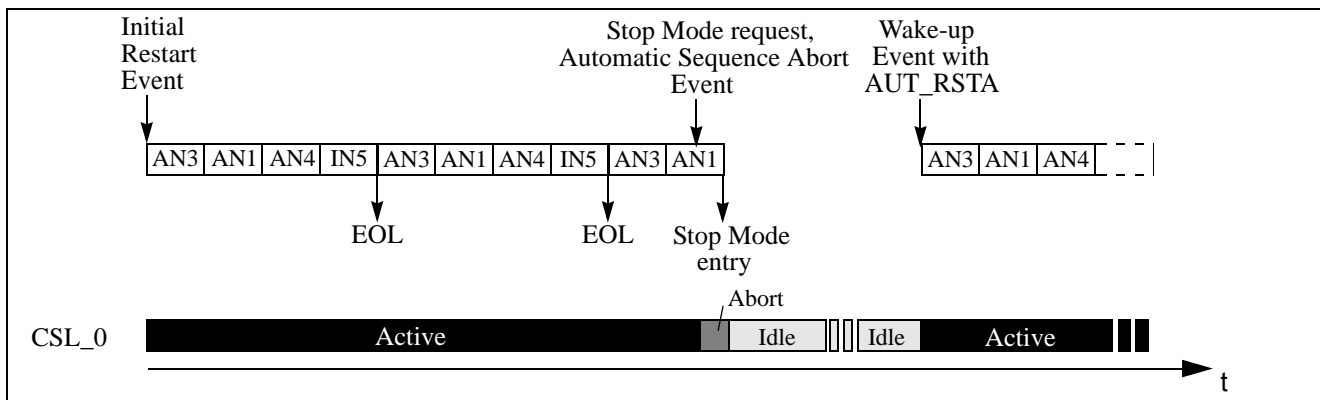 Initial
Restart
Event
Stop Mode request,
Automatic Sequence Abort
Event
Wake-up
Event with
AUT_RSTA
AN3 AN1 AN4 IN5 AN3 AN1 AN4 IN5 AN3 AN1
AN3 AN1 AN4
EOL
EOL
Stop Mode
entry
Abort
CSL_0
Active
Idle
Idle
Active
t